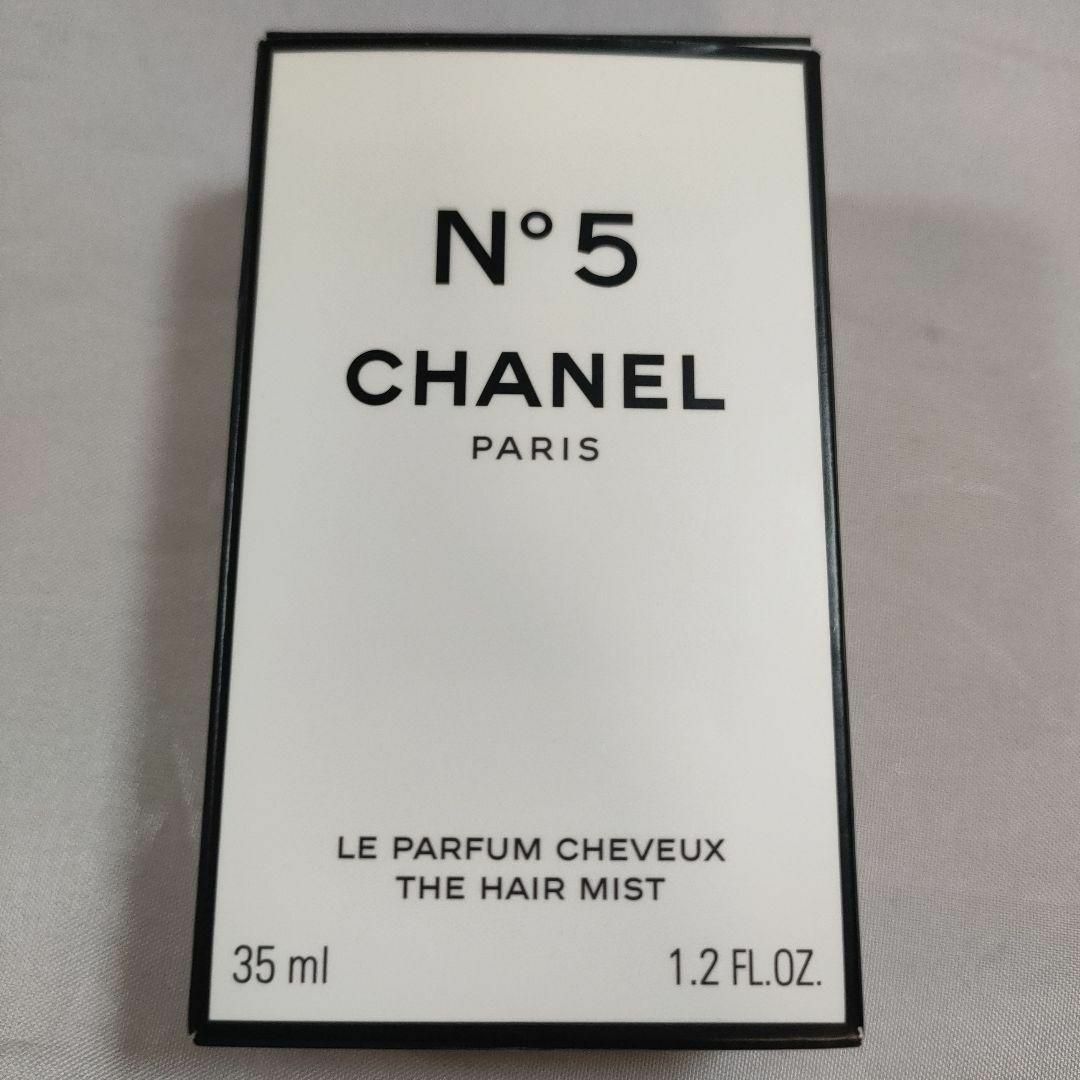 N°5
CHANEL
PARIS
LE PARFUM CHEVEUX
THE HAIR MIST
35 ml 1.2 FL.OZ.